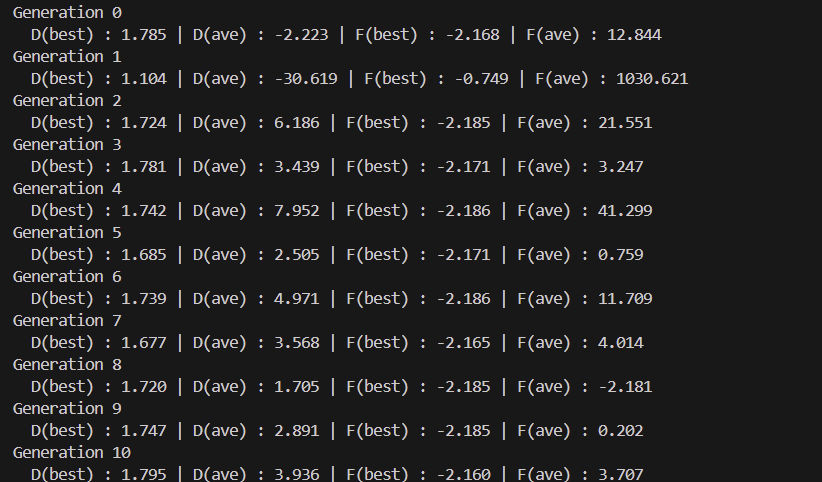 Generation 0
D(best) : 1.785 | D(ave) : -2.223 | F(best) : -2.168 | F(ave) : 12.844
Generation 1
D(best) : 1.104 | D(ave) : -30.619 | F(best) : -0.749 | F(ave) : 1030.621
Generation 2
D(best) : 1.724 | D(ave) : 6.186 | F(best) : -2.185 | F(ave) : 21.551
Generation 3
D(best) : 1.781 | D(ave) : 3.439 | F(best) : -2.171 | F(ave) : 3.247
Generation 4
D(best) : 1.742 | D(ave) : 7.952 | F(best) : -2.186 | F(ave) : 41.299
Generation 5
D(best) : 1.685 | D(ave) : 2.505 | F(best) : -2.171 | F(ave) : 0.759
Generation 6
D(best) : 1.739 | D(ave) : 4.971 | F(best) : -2.186 | F(ave) : 11.709
Generation 7
D(best) : 1.677 | D(ave) : 3.568 | F(best) : -2.165 | F(ave) : 4.014
Generation 8
D(best) : 1.720 | D(ave) : 1.705 | F(best) : -2.185 | F(ave) : -2.181
Generation 9
D(best) : 1.747 | D(ave) : 2.891 | F(best) : -2.185 | F(ave) : 0.202
Generation 10
D(best) : 1.795 | D(ave) : 3.936 | F(best) : -2.160 | F(ave) : 3.707